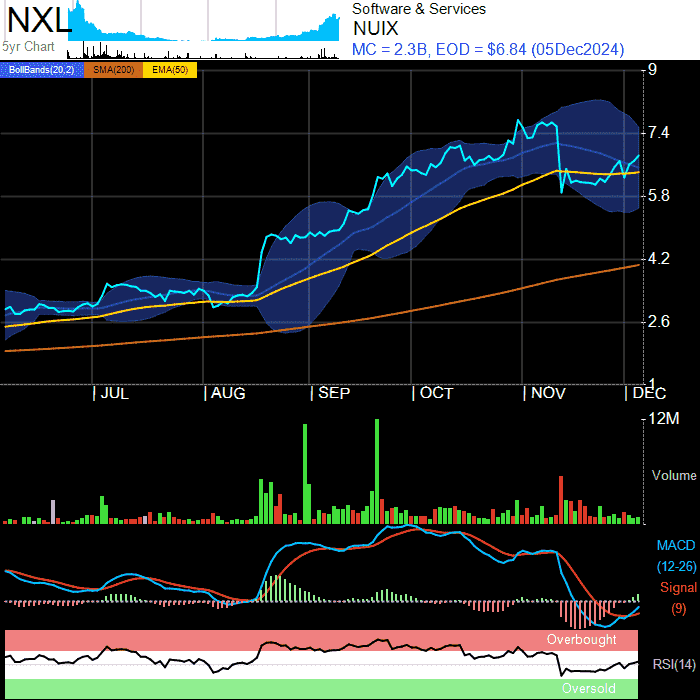 NXL
5yr Chart
Software & Services
NUIX
MC = 2.3B, EOD = $6.84 (05Dec2024)
BollBands(20,2) SMA(200) EMA(50)
9
7.4
5.8
4.2
2.6
1
JUL AUG SEP OCT NOV DEC
12M
Volume
MACD
(12-26)
Signal
(9)
Overbought
RSI(14)
Oversold